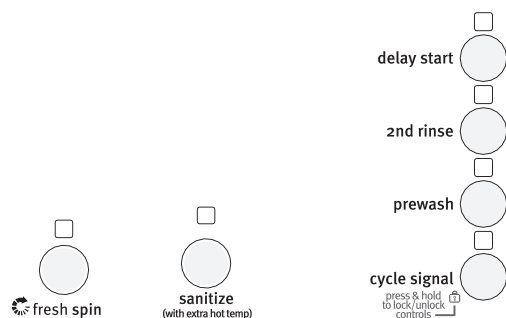 delay start
2nd rinse
prewash
cycle signal
press & hold
to lock/unlock
controls
fresh spin
sanitize
(with extra hot temp)